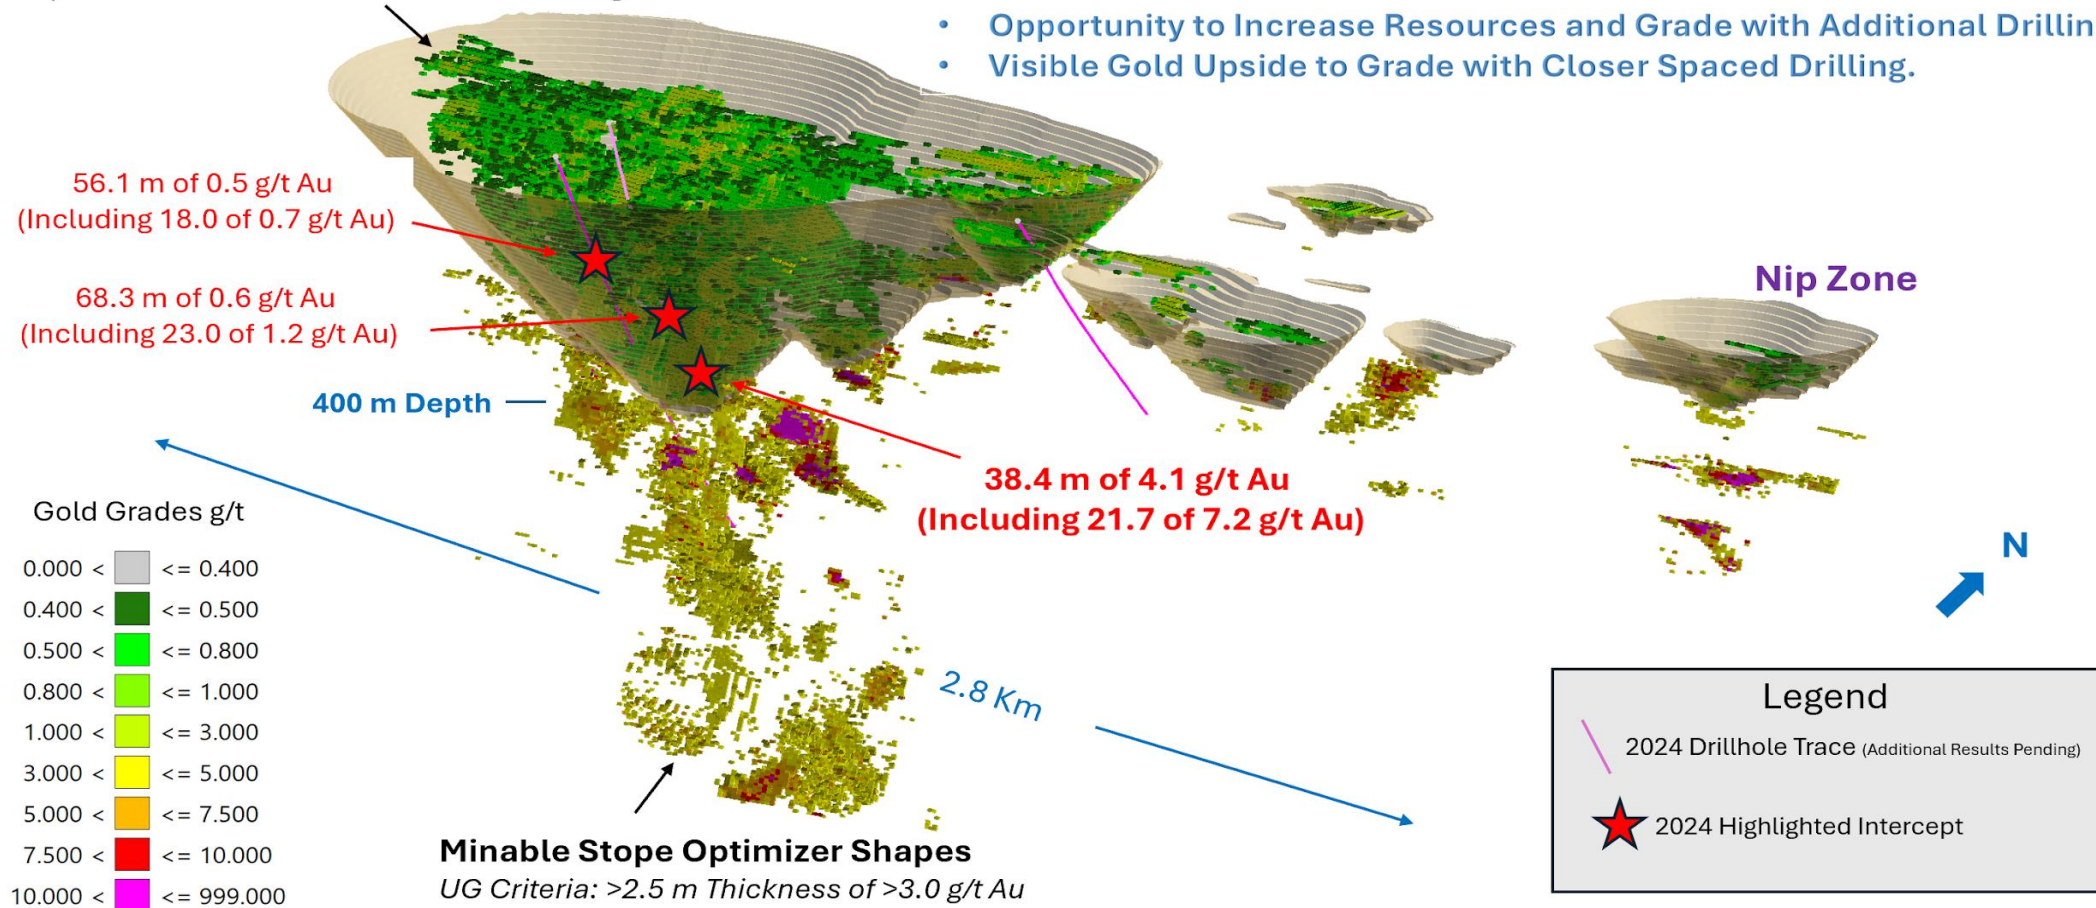 • Opportunity to Increase Resources and Grade with Additional Drillin
• Visible Gold Upside to Grade with Closer Spaced Drilling.
56.1 m of 0.5 g/t Au
(Including 18.0 of 0.7 g/t Au)
68.3 m of 0.6 g/t Au
(Including 23.0 of 1.2 g/t Au)
400 m Depth
Nip Zone
38.4 m of 4.1 g/t Au
(Including 21.7 of 7.2 g/t Au)
N
2.8 Km
Gold Grades g/t
0.000 < <= 0.400
0.400 < <= 0.500
0.500 < <= 0.800
0.800 < <= 1.000
1.000 < <= 3.000
3.000 < <= 5.000
5.000 < <= 7.500
7.500 < <= 10.000
10.000 < <= 999.000
Minable Stope Optimizer Shapes
UG Criteria: >2.5 m Thickness of >3.0 g/t Au
Legend
2024 Drillhole Trace (Additional Results Pending)
2024 Highlighted Intercept